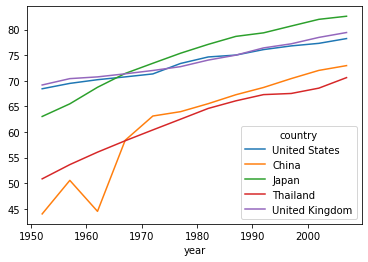 80
75
70
65
60
55
50
45
country
United States
China
Japan
Thailand
United Kingdom
1950 1960 1970 1980 1990 2000
year